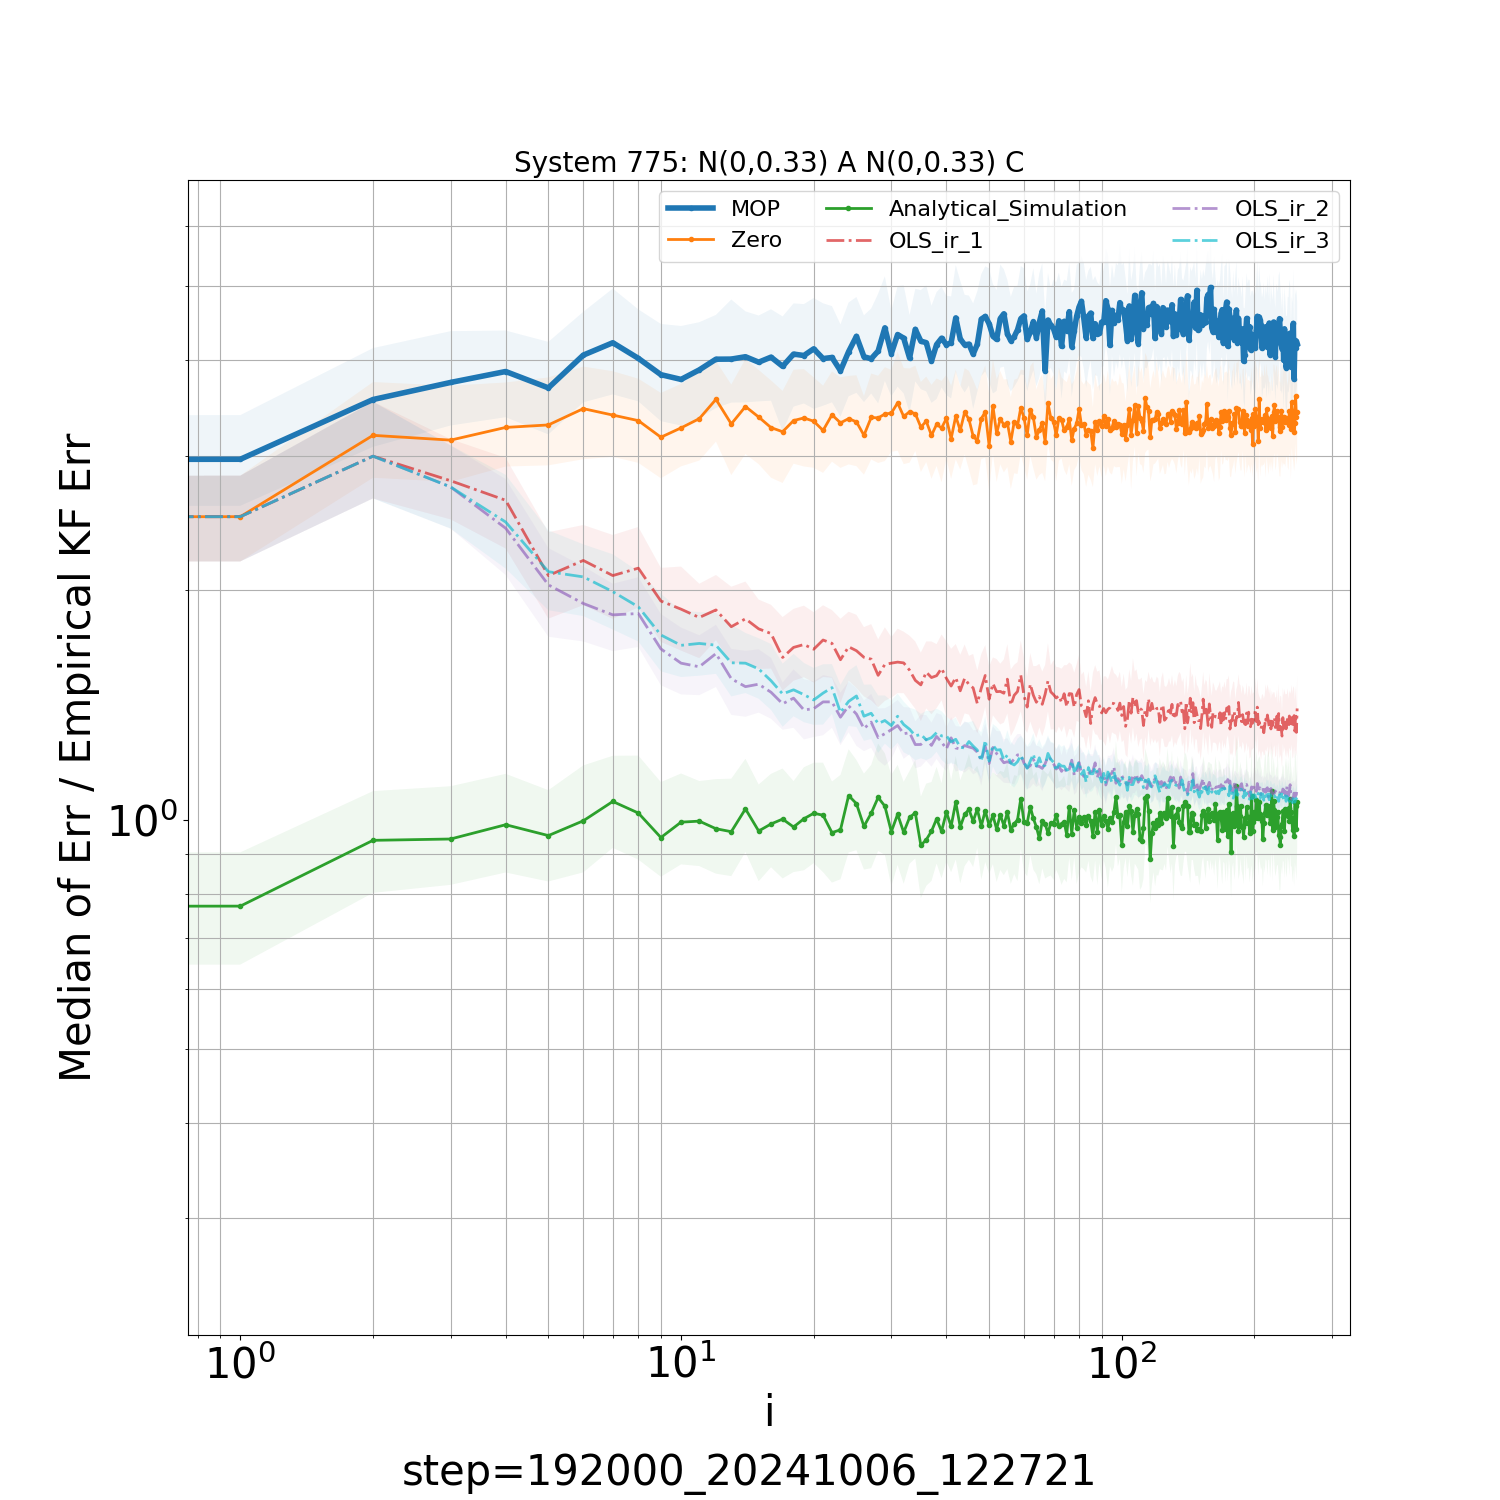 System 775: N(0,0.33) A N(0,0.33) C
MOP
Zero
Analytical_Simulation
OLS_ir_1
OLS_ir_2
OLS_ir_3
Median of Err / Empirical KF Err
10⁰
10⁰ 10¹ 10²
i
step=192000_20241006_122721